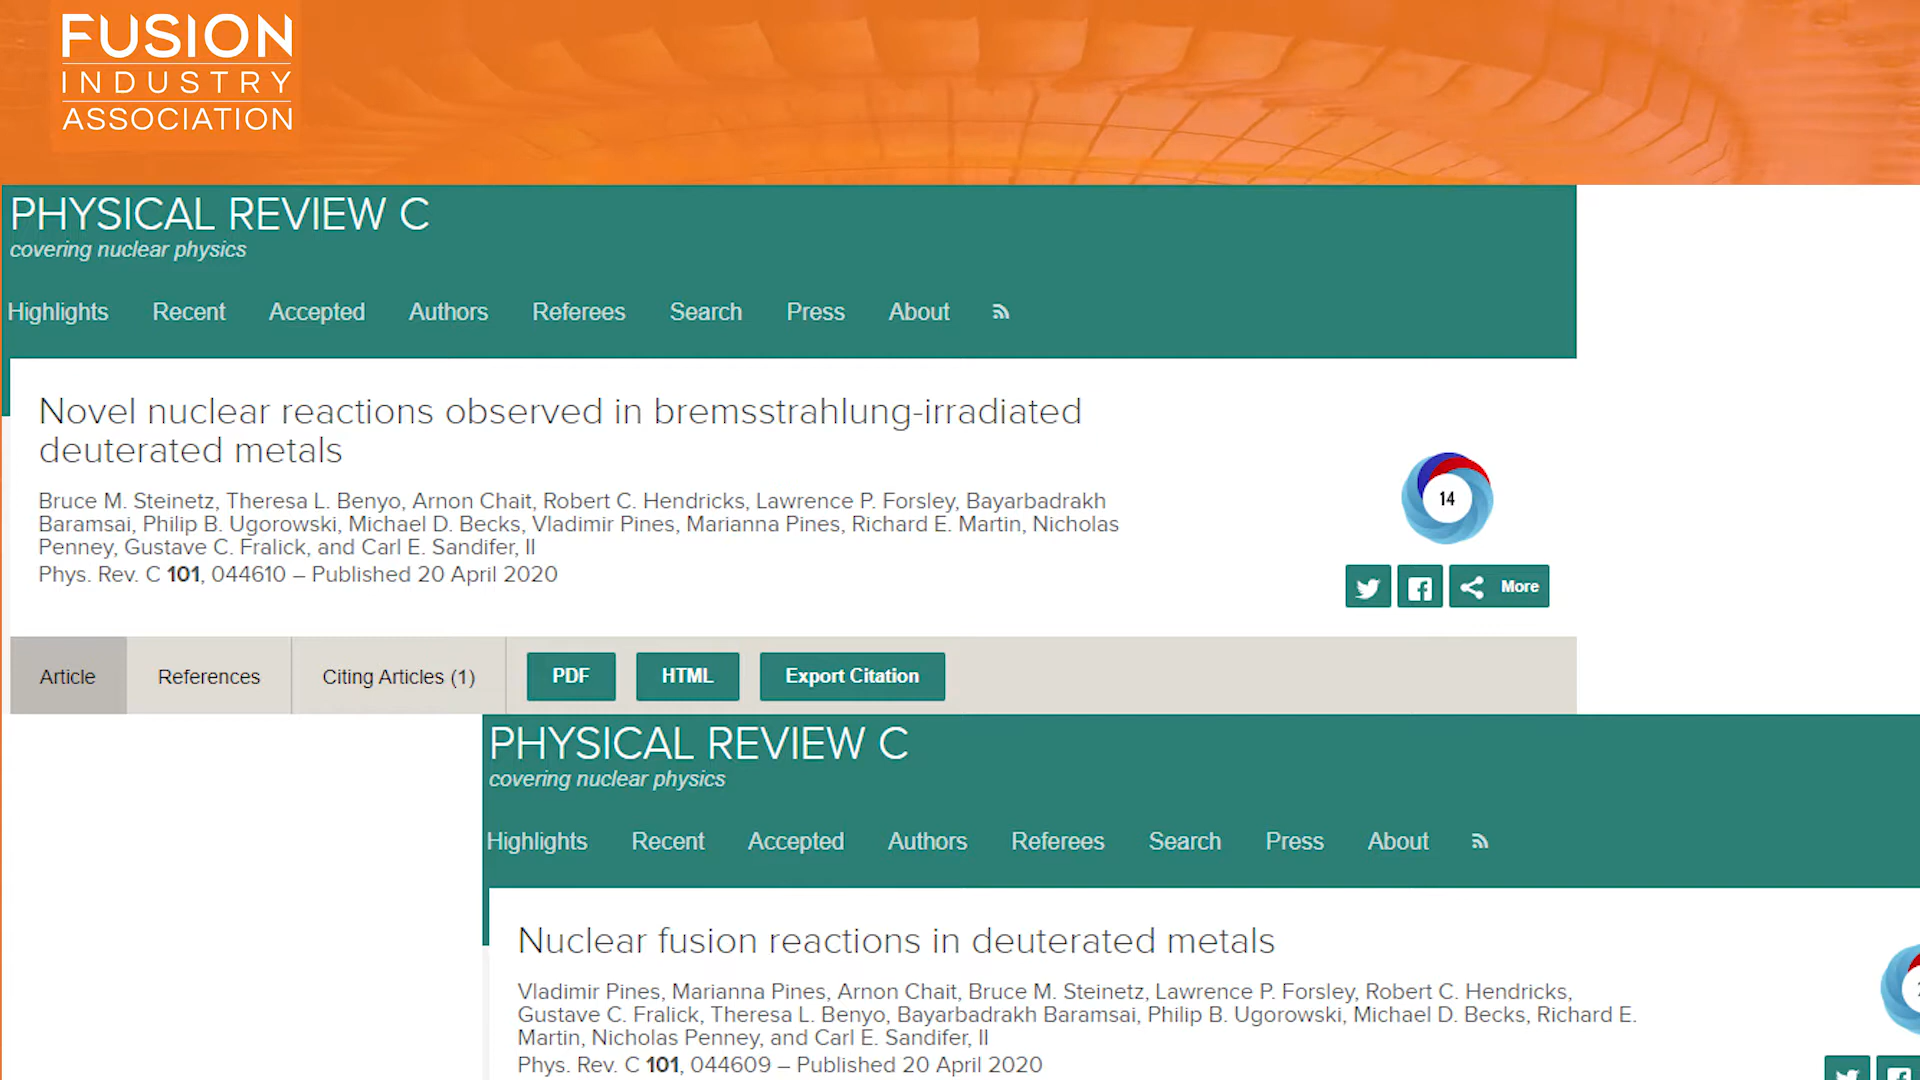 FUSION
INDUSTRY
ASSOCIATION
PHYSICAL REVIEW C
covering nuclear physics
Highlights Recent Accepted Authors Referees Search Press About
Novel nuclear reactions observed in bremsstrahlung-irradiated
deuterated metals
Bruce M. Steinetz, Theresa L. Benyo, Arnon Chait, Robert C. Hendricks, Lawrence P. Forsley, Bayarbadrakh
Baramsai, Philip B. Ugorowski, Michael D. Becks, Vladimir Pines, Marianna Pines, Richard E. Martin, Nicholas
Penney, Gustave C. Fralick, and Carl E. Sandifer, II
Phys. Rev. C 101, 044610 – Published 20 April 2020
14
More
Article References Citing Articles (1) PDF HTML Export Citation
PHYSICAL REVIEW C
covering nuclear physics
Highlights Recent Accepted Authors Referees Search Press About
Nuclear fusion reactions in deuterated metals
Vladimir Pines, Marianna Pines, Arnon Chait, Bruce M. Steinetz, Lawrence P. Forsley, Robert C. Hendricks,
Gustave C. Fralick, Theresa L. Benyo, Bayarbadrakh Baramsai, Philip B. Ugorowski, Michael D. Becks, Richard E.
Martin, Nicholas Penney, and Carl E. Sandifer, II
Phys. Rev. C 101, 044609 – Published 20 April 2020